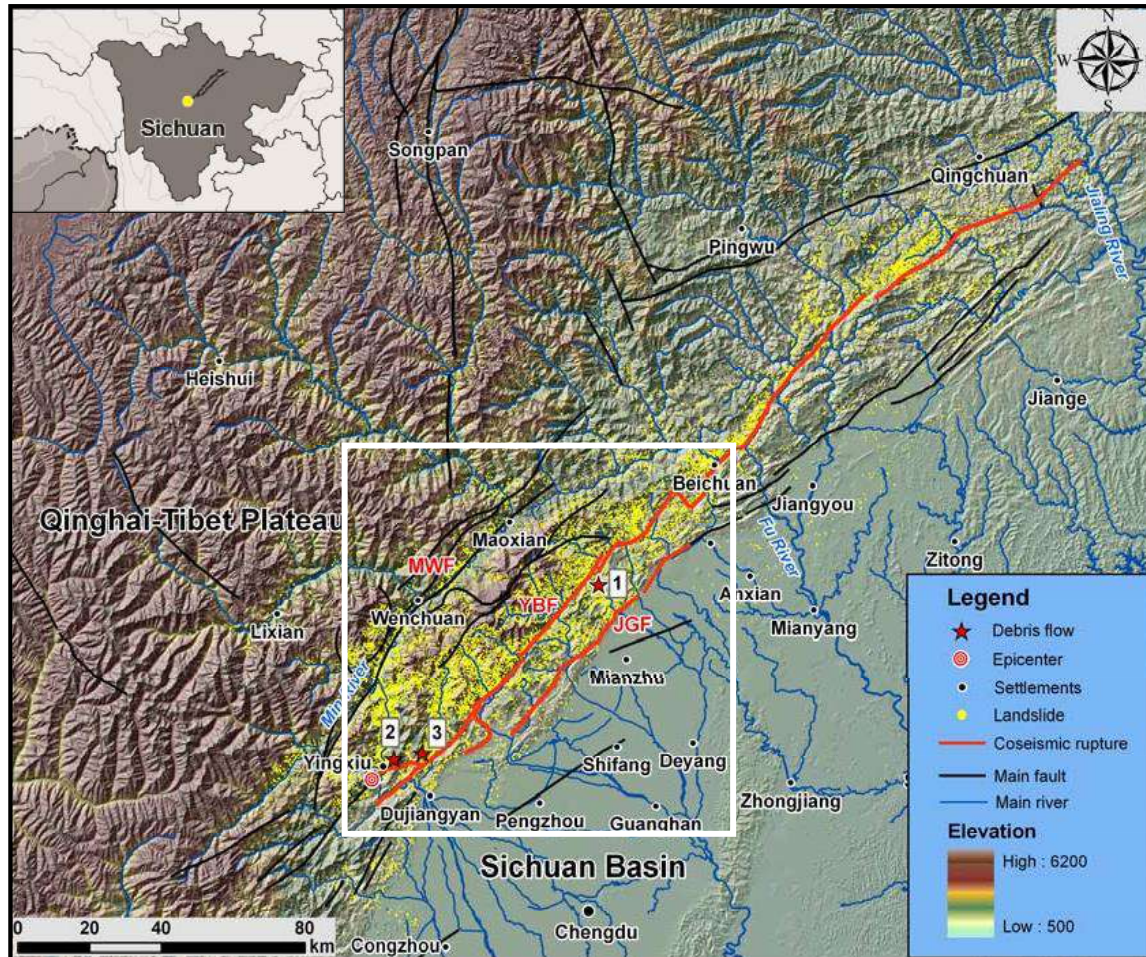 Sichuan
N
W
E
S
Songpan
Qingchuan
Jialing River
Pingwu
Heishui
Jiange
Beichuan
Jiangyou
Qinghai-Tibet Plateau
Maoxian
Fu River
Zitong
MWF
1
Anxian
Wenchuan
YBF
Lixian
JGF
Mianyang
Mianzhu
Min river
2
3
Yingxiu
Shifang
Deyang
Zhongjiang
Dujiangyan
Pengzhou
Guanghan
Sichuan Basin
Chengdu
Congzhou
0 20 40 80
km
Legend
Debris flow
Epicenter
Settlements
Landslide
Coseismic rupture
Main fault
Main river
Elevation
High : 6200
Low : 500